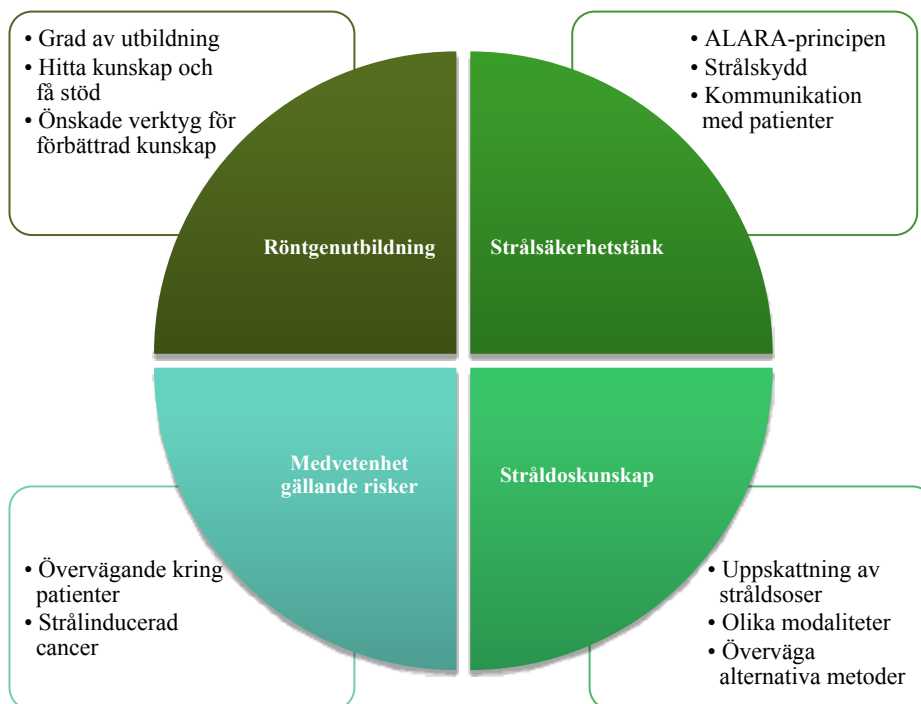 • Grad av utbildning
• Hitta kunskap och
få stöd
• Önskade verktyg för
förbättrad kunskap
• ALARA-principen
• Strålskydd
• Kommunikation
med patienter
Röntgenutbildning
Strålsäkerhetstänk
Medvetenhet
gällande risker
Stråldoskunskap
• Övervägande kring
patienter
• Strålinducerad
cancer
• Uppskattning av
stråldsoser
• Olika modaliteter
• Överväga
alternativa metoder